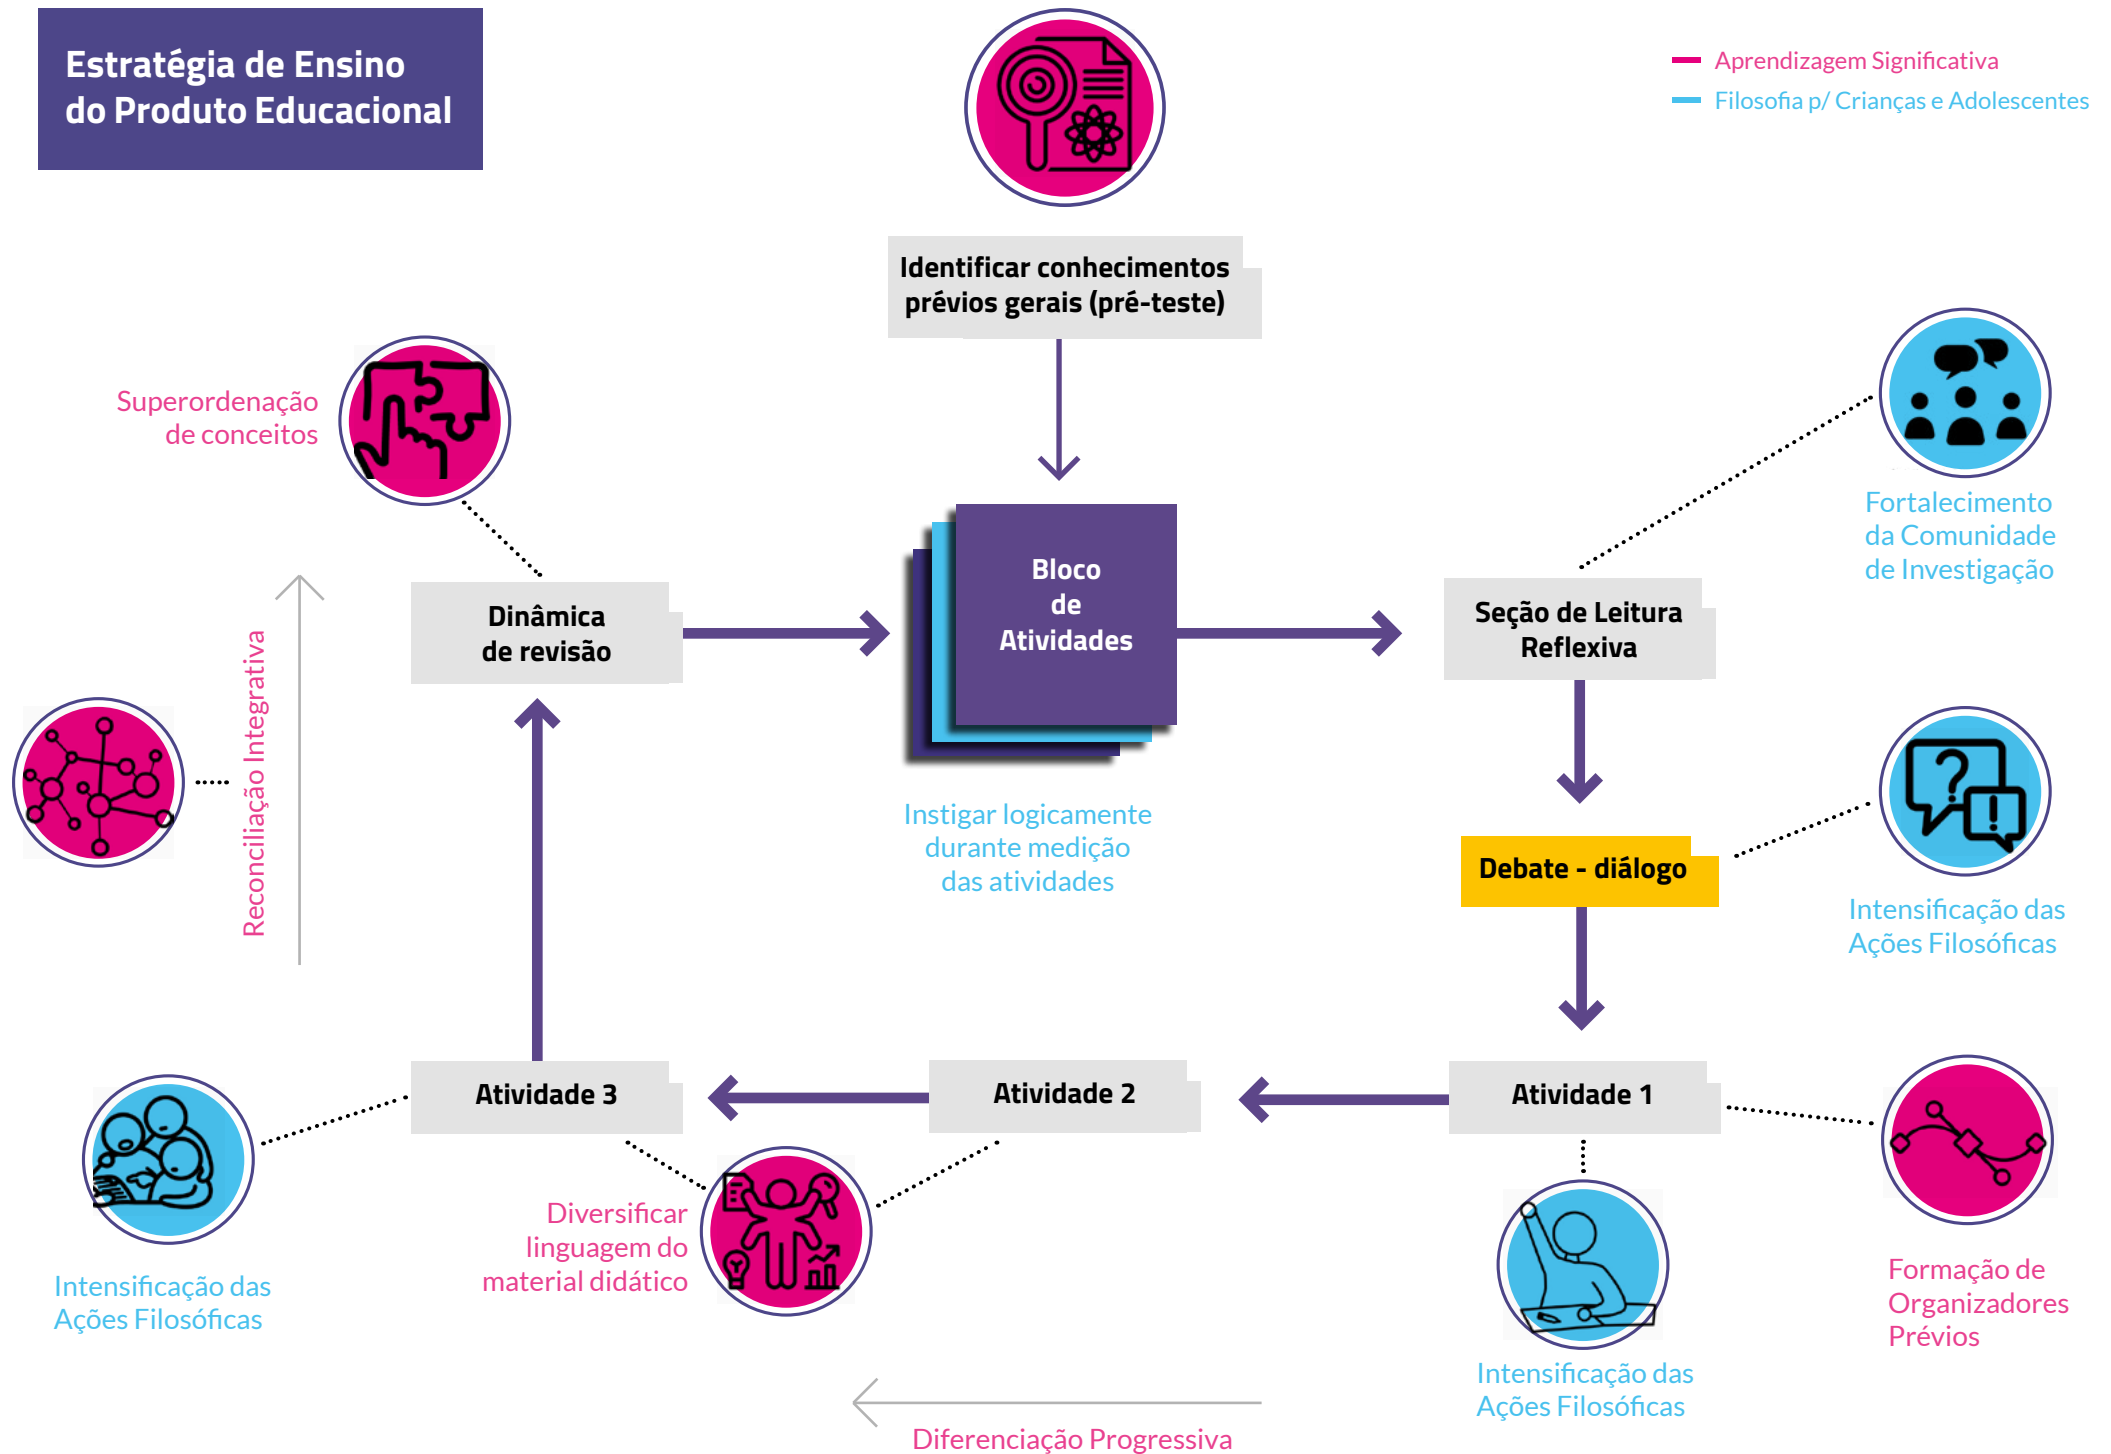 Estratégia de Ensino
do Produto Educacional
Aprendizagem Significativa
Filosofia p/ Crianças e Adolescentes
Identificar conhecimentos
prévios gerais (pré-teste)
Superordenação
de conceitos
Fortalecimento
da Comunidade
de Investigação
Bloco
de
Atividades
Dinâmica
de revisão
Seção de Leitura
Reflexiva
Reconciliação Integrativa
Instigar logicamente
durante medição
das atividades
Debate - diálogo
Intensificação das
Ações Filosóficas
Atividade 3
Atividade 2
Atividade 1
Diversificar
linguagem do
material didático
Intensificação das
Ações Filosóficas
Formação de
Organizadores
Prévios
Intensificação das
Ações Filosóficas
Diferenciação Progressiva